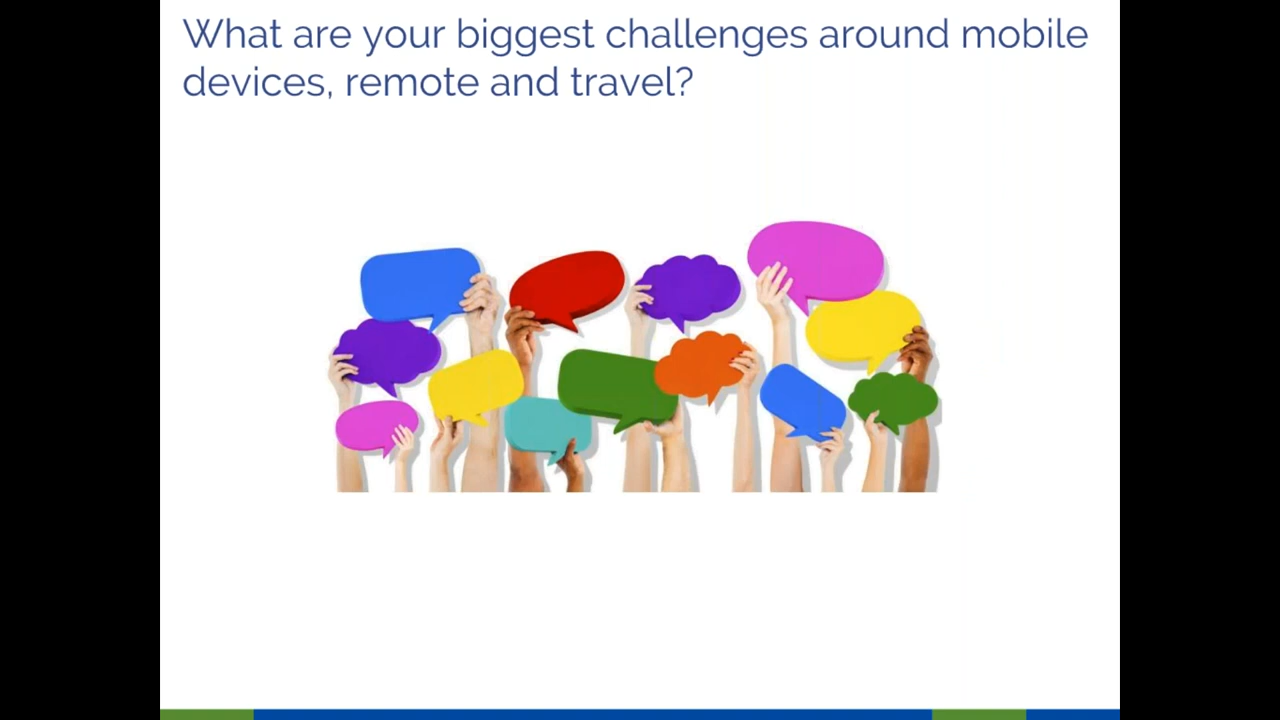 What are your biggest challenges around mobile
devices, remote and travel?